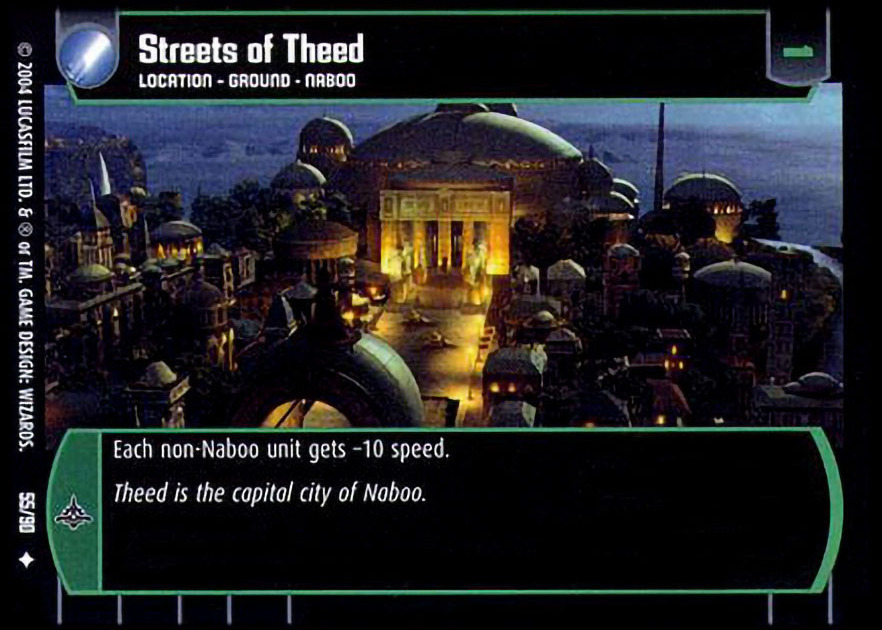 Streets of Theed
LOCATION - GROUND - NABOO
1
Each non-Naboo unit gets –10 speed.
Theed is the capital city of Naboo.
© 2004 LUCASFILM LTD. & ® or TM. GAME DESIGN: WIZARDS.
55/90